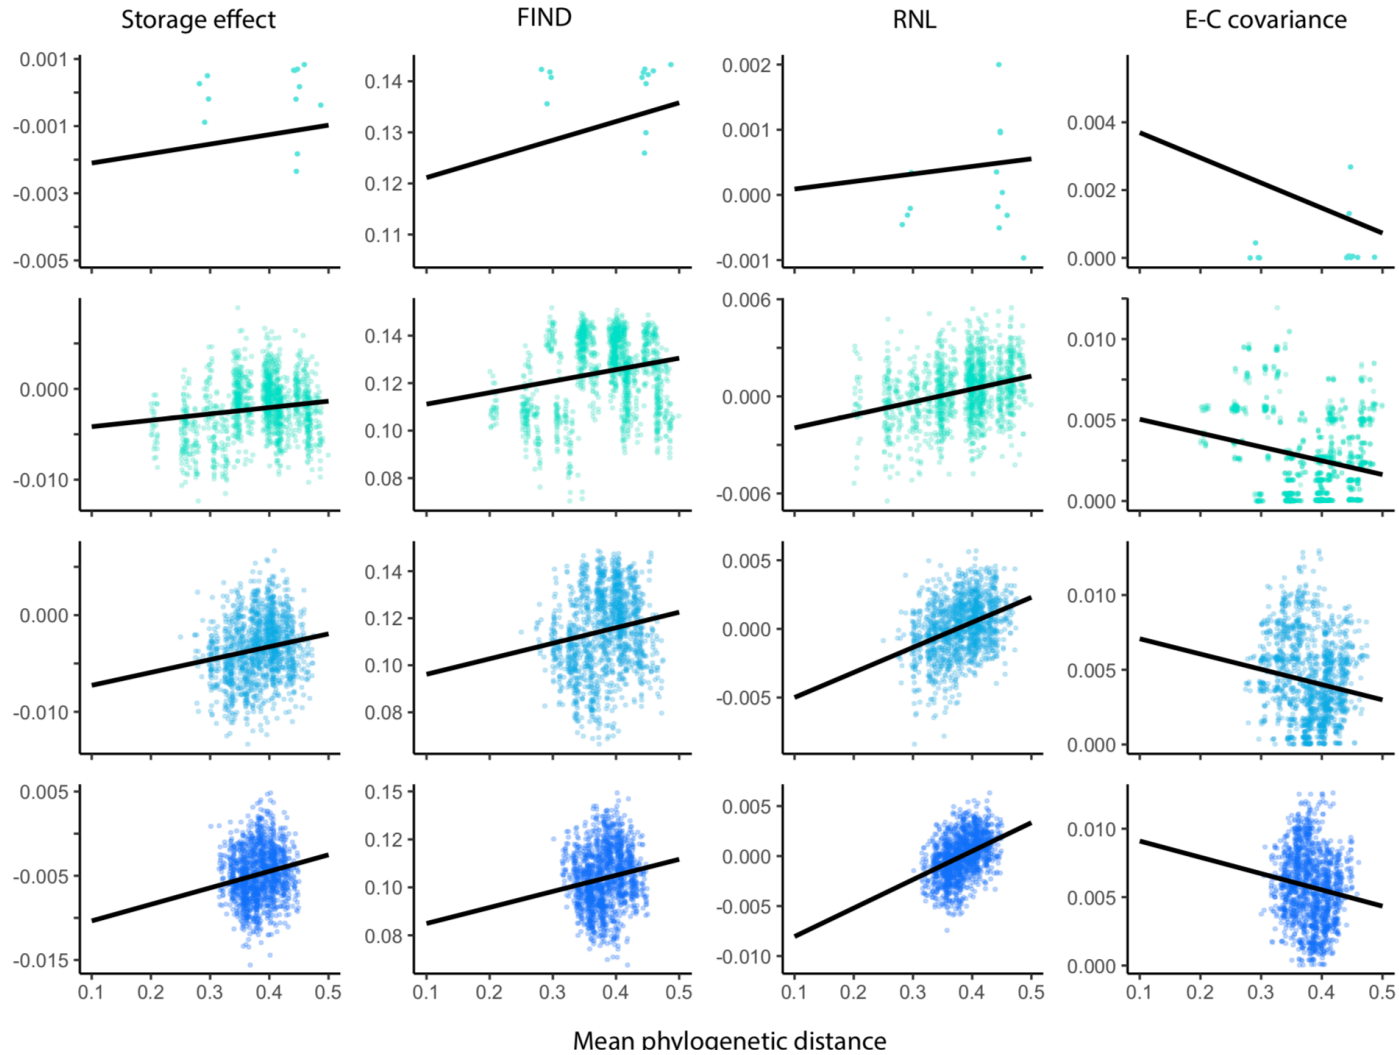 Storage effect FIND RNL E-C covariance
0.001 0.14 0.002 0.004
-0.001 0.13 0.001 0.002
-0.003 0.12 0.000 0.000
-0.005 0.11 -0.001
0.000 0.14 0.006 0.010
-0.010 0.12 0.000 0.005
0.10 -0.006 0.000
0.08
0.000 0.14 0.005 0.010
-0.010 0.12 0.000 0.005
0.10 -0.005 0.000
0.08
0.005 0.15 0.005 0.010
-0.005 0.12 0.000 0.005
-0.015 0.10 -0.005 0.000
0.08 -0.010
0.1 0.2 0.3 0.4 0.5 0.1 0.2 0.3 0.4 0.5 0.1 0.2 0.3 0.4 0.5 0.1 0.2 0.3 0.4 0.5
Mean phylogenetic distance